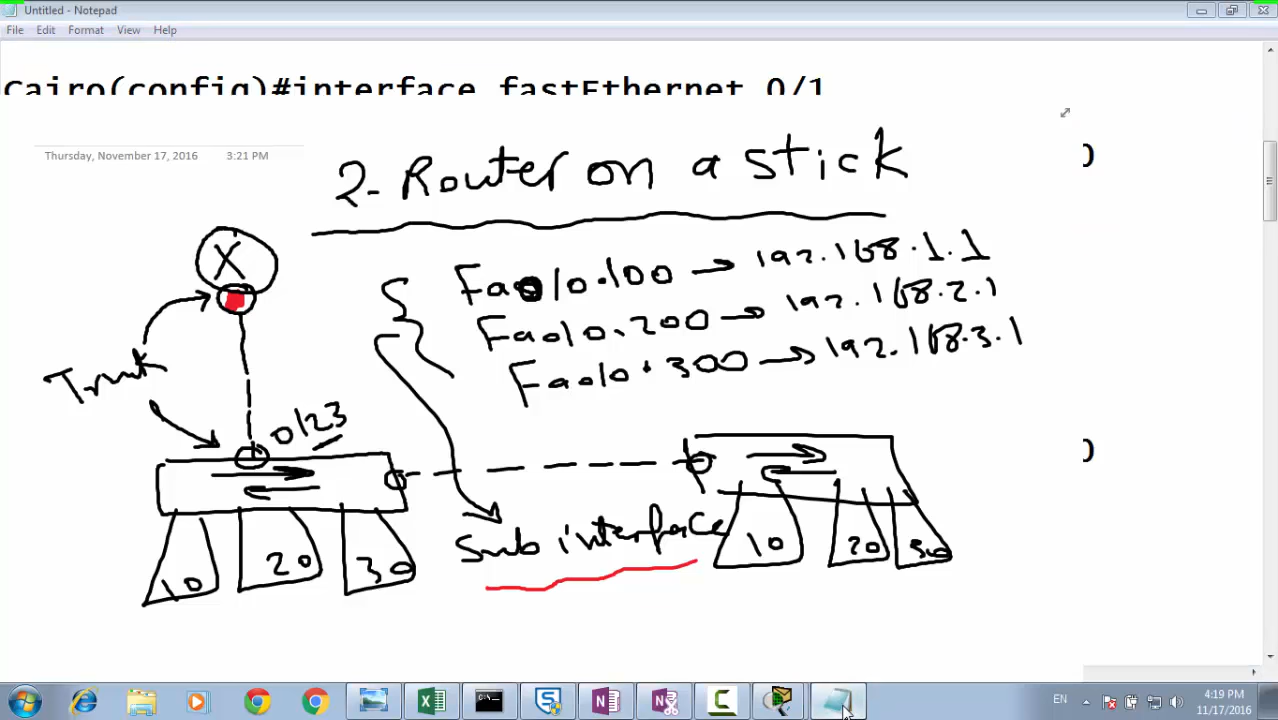 Untitled - Notepad
File Edit Format View Help
Cairo(config)#interface fastEthernet 0/1
Thursday, November 17, 2016 3:21 PM
2- Router on a stick
X
Fa0/0.100 → 192.168.1.1
Fa0/0.200 → 192.168.2.1
Fa0/0.300 → 192.168.3.1
Trunk
0/23
Sub interface
10 20 30
10 20 30
EN
4:19 PM
11/17/2016